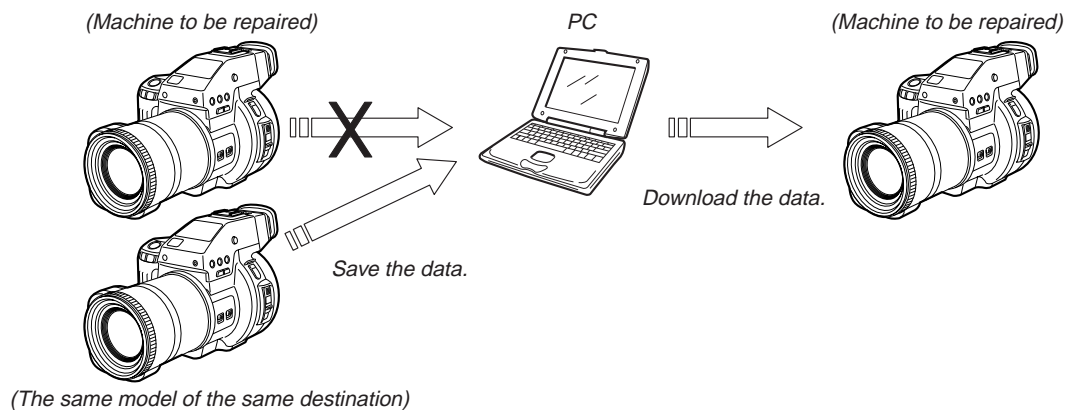 (Machine to be repaired)
PC
(Machine to be repaired)
X
Download the data.
Save the data.
(The same model of the same destination)